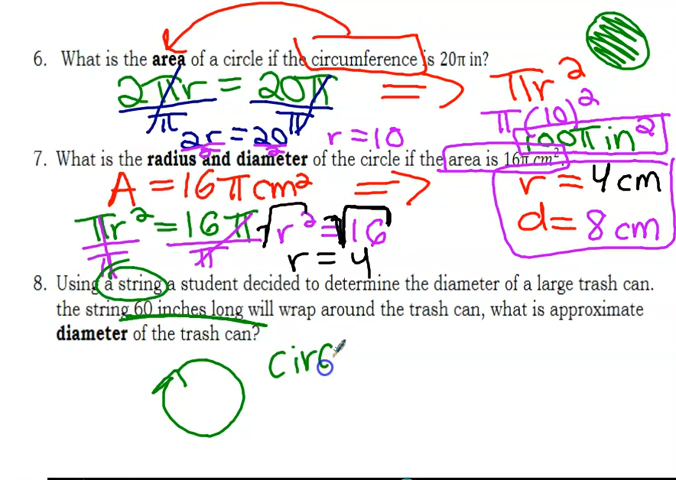 6. What is the area of a circle if the circumference is 20π in?
2πr = 20π ⇒ πr²
π π π(10)²
2r = 20 r = 10 100π in²
2 2
7. What is the radius and diameter of the circle if the area is 16π cm².
A = 16π cm² ⇒ r = 4 cm
d = 8 cm
πr² = 16π √r² = √16
π π
r = 4
8. Using a string a student decided to determine the diameter of a large trash can.
the string 60 inches long will wrap around the trash can, what is approximate
diameter of the trash can?
circ